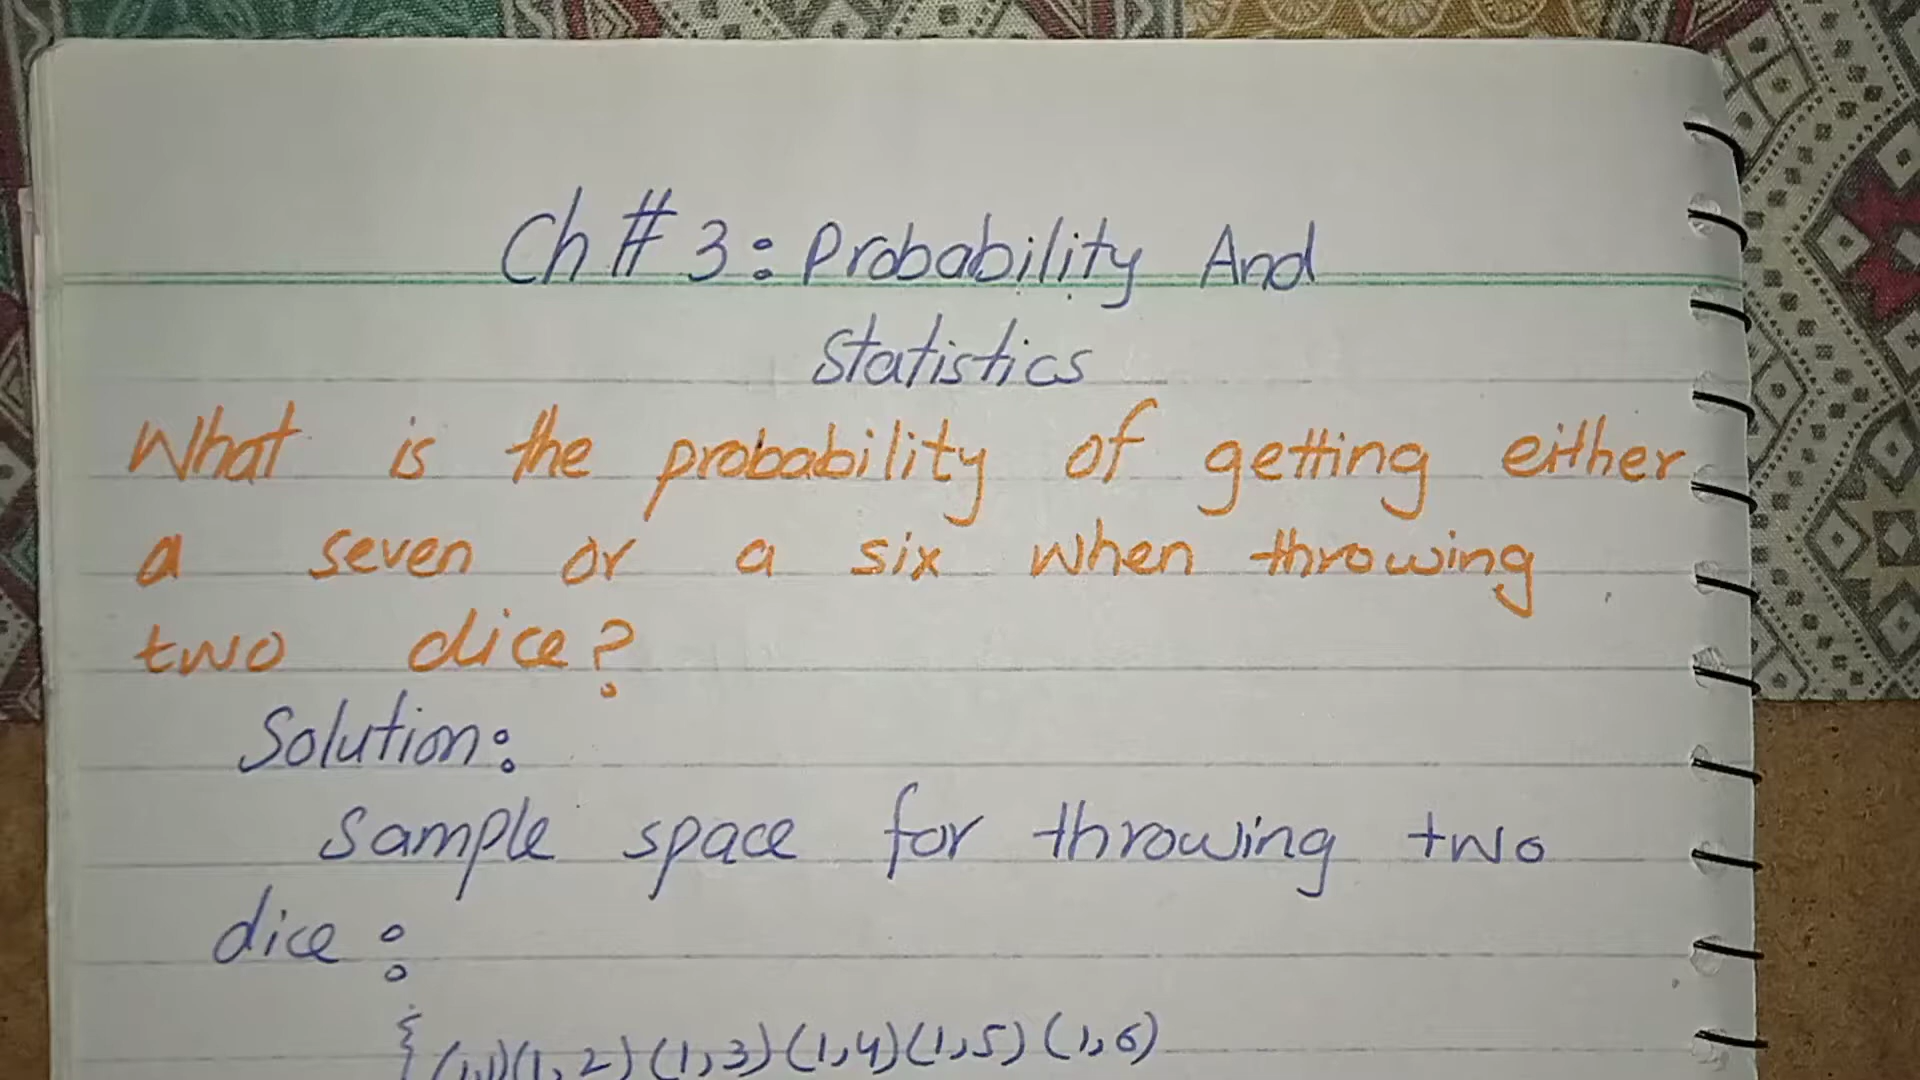 Ch # 3: Probability And
Statistics
What is the probability of getting either
a seven or a six when throwing
two dice?
Solution:
Sample space for throwing two
dice:
{(1,1)(1,2)(1,3)(1,4)(1,5)(1,6)